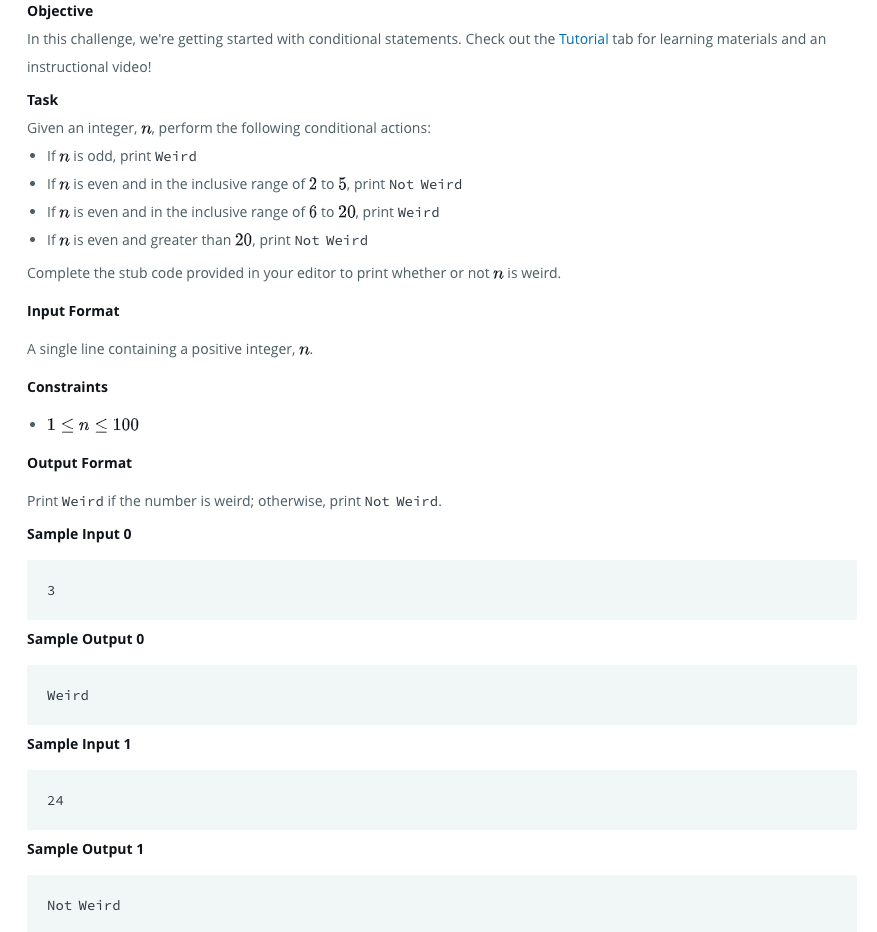 Objective
In this challenge, we're getting started with conditional statements. Check out the Tutorial tab for learning materials and an
instructional video!
Task
Given an integer, n, perform the following conditional actions:
• If n is odd, print Weird
• If n is even and in the inclusive range of 2 to 5, print Not Weird
• If n is even and in the inclusive range of 6 to 20, print Weird
• If n is even and greater than 20, print Not Weird
Complete the stub code provided in your editor to print whether or not n is weird.
Input Format
A single line containing a positive integer, n.
Constraints
• 1 ≤ n ≤ 100
Output Format
Print Weird if the number is weird; otherwise, print Not Weird.
Sample Input 0
3
Sample Output 0
Weird
Sample Input 1
24
Sample Output 1
Not Weird